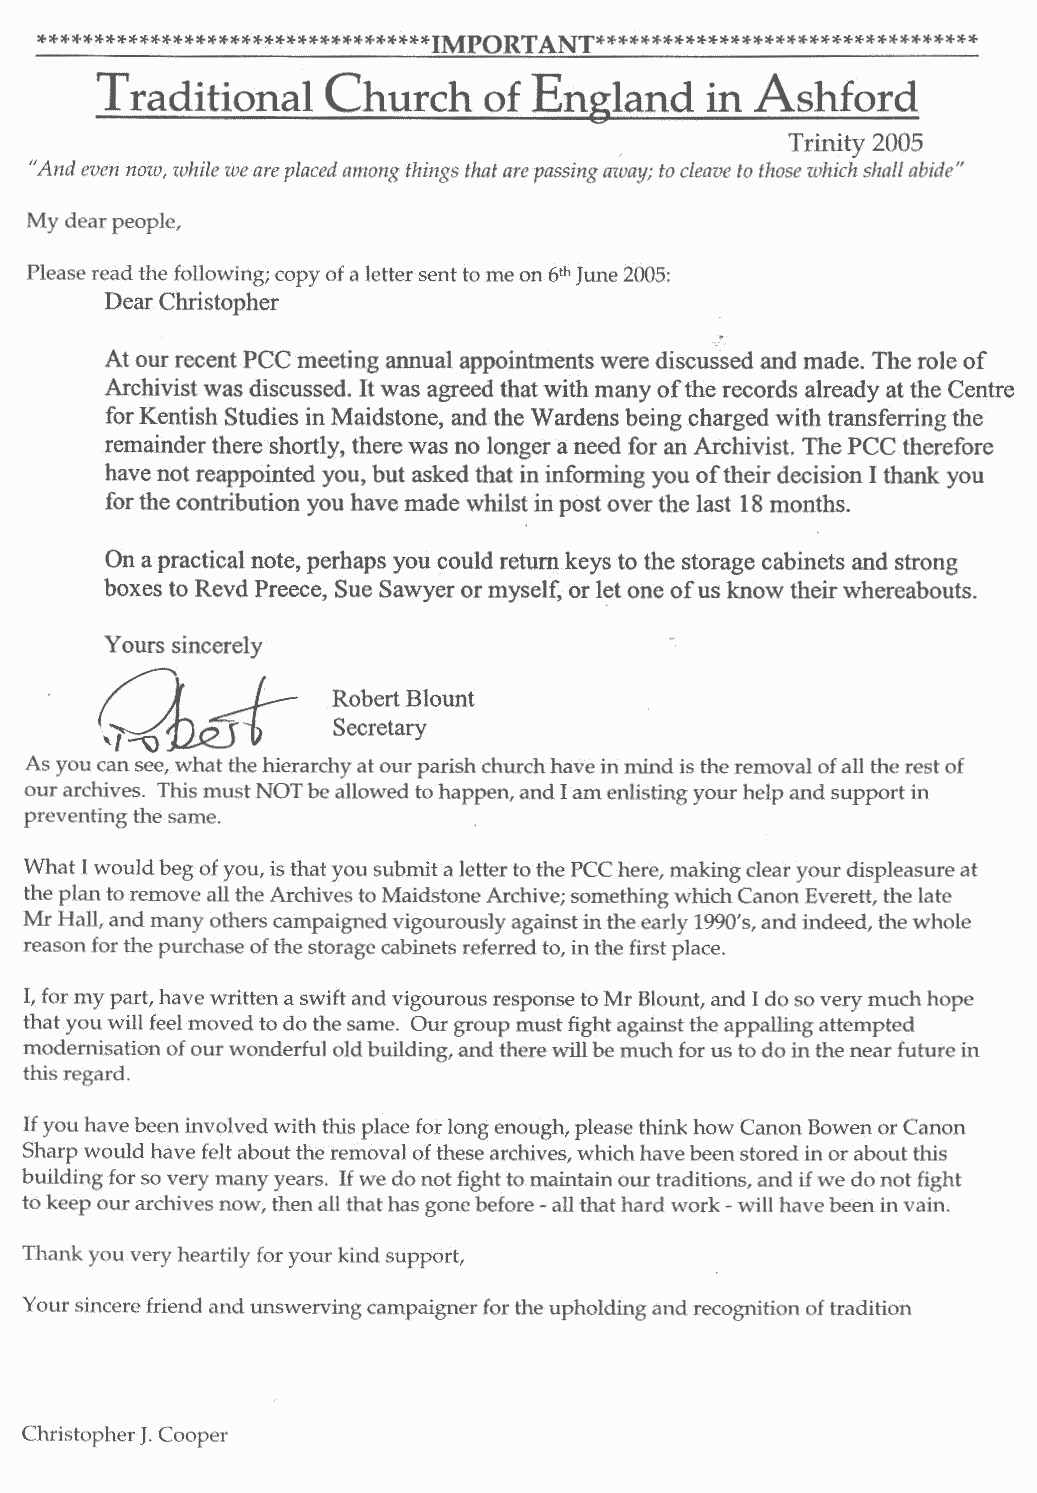 **********************************IMPORTANT**********************************
Traditional Church of England in Ashford
Trinity 2005
"And even now, while we are placed among things that are passing away; to cleave to those which shall abide"
My dear people,
Please read the following; copy of a letter sent to me on 6th June 2005:
Dear Christopher
At our recent PCC meeting annual appointments were discussed and made. The role of
Archivist was discussed. It was agreed that with many of the records already at the Centre
for Kentish Studies in Maidstone, and the Wardens being charged with transferring the
remainder there shortly, there was no longer a need for an Archivist. The PCC therefore
have not reappointed you, but asked that in informing you of their decision I thank you
for the contribution you have made whilst in post over the last 18 months.
On a practical note, perhaps you could return keys to the storage cabinets and strong
boxes to Revd Preece, Sue Sawyer or myself, or let one of us know their whereabouts.
Yours sincerely
Robert
Robert Blount
Secretary
As you can see, what the hierarchy at our parish church have in mind is the removal of all the rest of
our archives. This must NOT be allowed to happen, and I am enlisting your help and support in
preventing the same.
What I would beg of you, is that you submit a letter to the PCC here, making clear your displeasure at
the plan to remove all the Archives to Maidstone Archive; something which Canon Everett, the late
Mr Hall, and many others campaigned vigourously against in the early 1990's, and indeed, the whole
reason for the purchase of the storage cabinets referred to, in the first place.
I, for my part, have written a swift and vigourous response to Mr Blount, and I do so very much hope
that you will feel moved to do the same. Our group must fight against the appalling attempted
modernisation of our wonderful old building, and there will be much for us to do in the near future in
this regard.
If you have been involved with this place for long enough, please think how Canon Bowen or Canon
Sharp would have felt about the removal of these archives, which have been stored in or about this
building for so very many years. If we do not fight to maintain our traditions, and if we do not fight
to keep our archives now, then all that has gone before - all that hard work - will have been in vain.
Thank you very heartily for your kind support,
Your sincere friend and unswerving campaigner for the upholding and recognition of tradition
Christopher J. Cooper